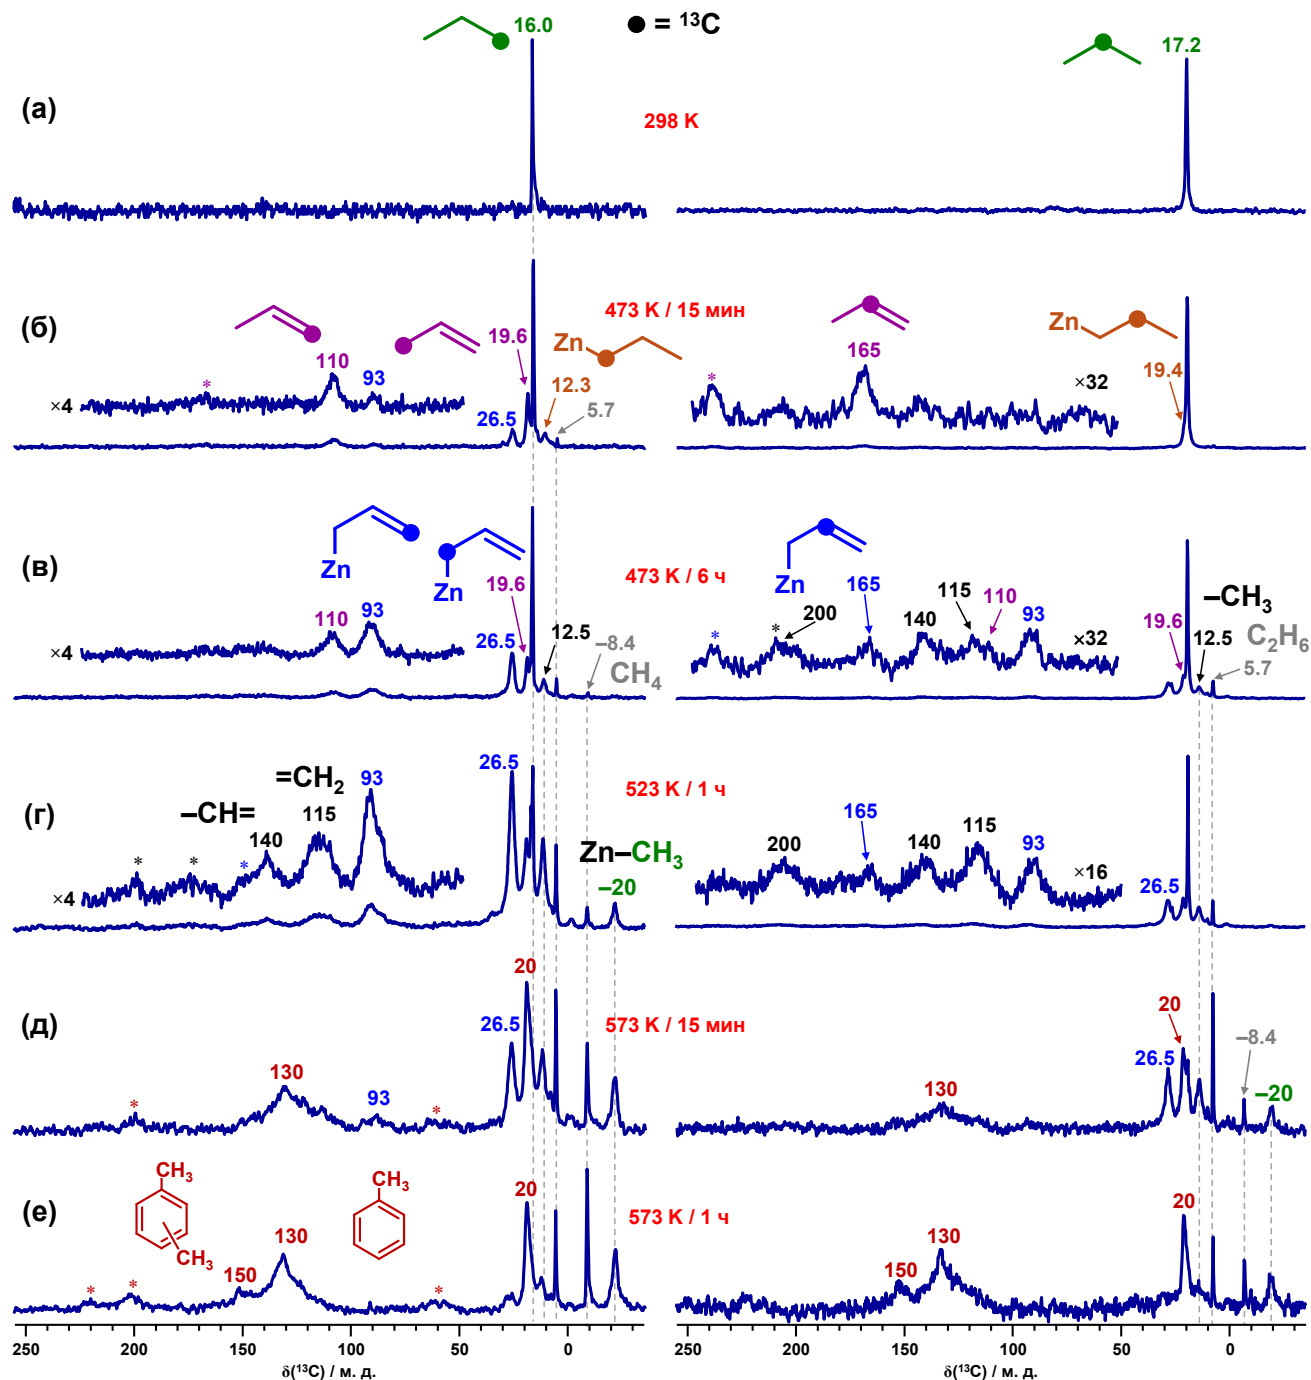 16.0
● = ¹³C
17.2
(а)
298 K
(б)
473 K / 15 мин
110
93
*
×4
19.6
26.5
Zn
12.3
5.7
165
*
×32
Zn
19.4
(в)
473 K / 6 ч
Zn
Zn
110
93
×4
19.6
26.5
12.5
−8.4
CH₄
Zn
*
*
200
165
140
115
110
93
×32
19.6
−CH₃
12.5
C₂H₆
5.7
(г)
523 K / 1 ч
=CH₂
−CH=
*
*
*
140
115
93
×4
26.5
Zn−CH₃
−20
200
165
140
115
93
×16
26.5
(д)
573 K / 15 мин
*
130
93
*
26.5
20
130
26.5
20
−8.4
−20
(е)
573 K / 1 ч
CH₃
CH₃
CH₃
*
*
150
130
*
20
150
130
20
250 200 150 100 50 0
δ(¹³C) / м. д.
250 200 150 100 50 0
δ(¹³C) / м. д.